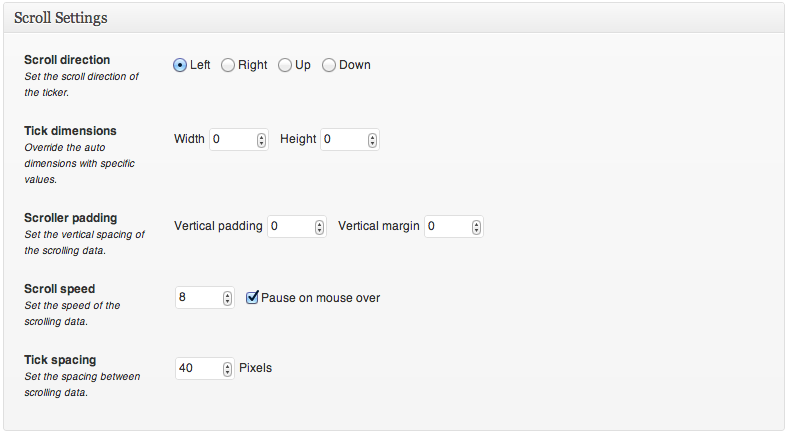 Scroll Settings
Scroll direction
Set the scroll direction of
the ticker.
Left Right Up Down
Tick dimensions
Override the auto
dimensions with specific
values.
Width 0 Height 0
Scroller padding
Set the vertical spacing of
the scrolling data.
Vertical padding 0 Vertical margin 0
Scroll speed
Set the speed of the
scrolling data.
8 Pause on mouse over
Tick spacing
Set the spacing between
scrolling data.
40 Pixels